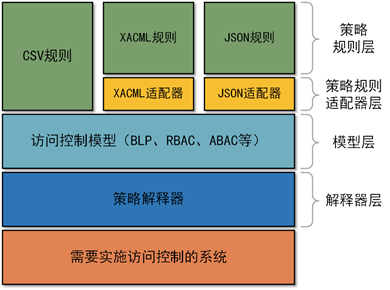 CSV规则
XACML规则
JSON规则
策略
规则层
XACML适配器
JSON适配器
策略规则
适配器层
访问控制模型（BLP、RBAC、ABAC等）
模型层
策略解释器
解释器层
需要实施访问控制的系统